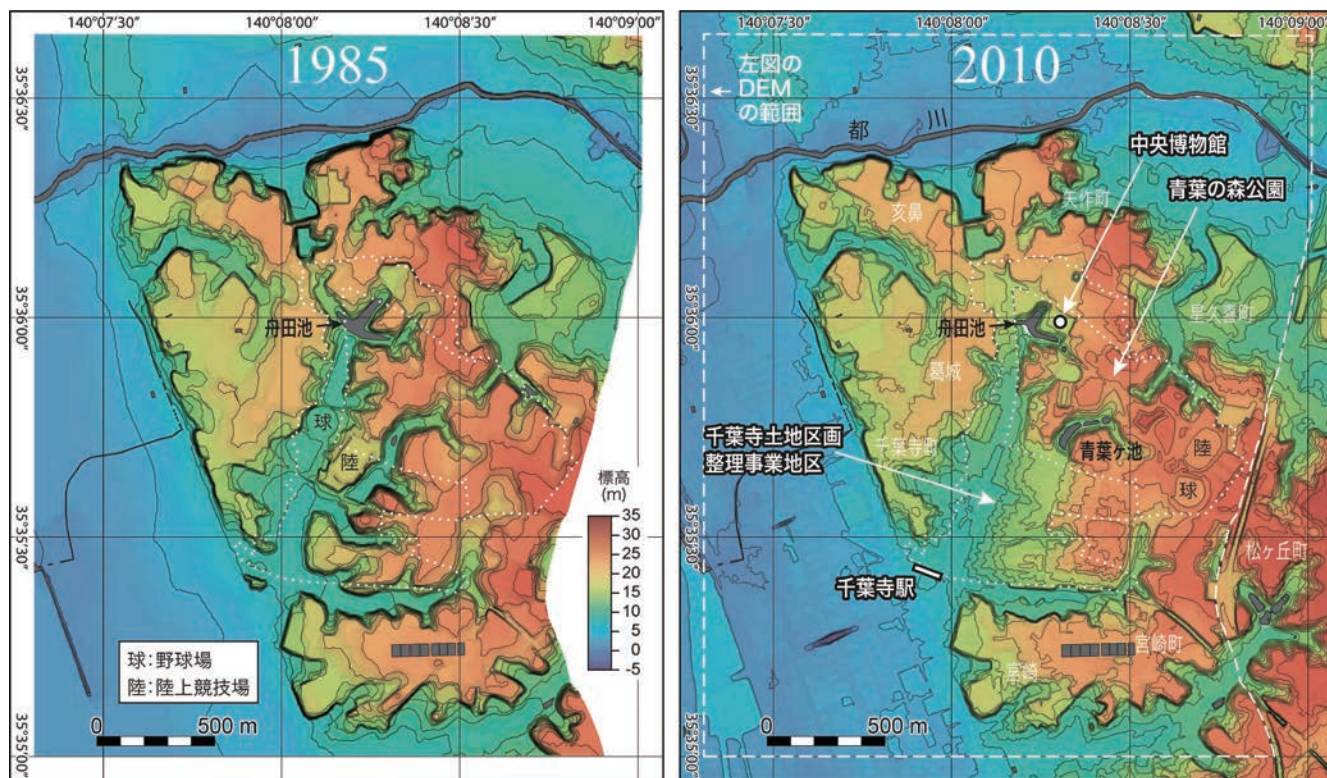 140°07′30″
140°08′00″
140°08′30″
140°09′00″
1985
35°36′30″
35°36′00″
35°35′30″
35°35′00″
舟田池
球
陸
標高
(m)
35
30
25
20
15
10
5
0
-5
球:野球場
陸:陸上競技場
0
500 m
140°07′30″
140°08′00″
140°08′30″
140°09′00″
2010
35°36′30″
35°36′00″
35°35′30″
35°35′00″
左図の
DEM
の範囲
都
川
中央博物館
青葉の森公園
亥鼻
矢作町
舟田池
星久喜町
葛城
千葉寺土地区画
整理事業地区
千葉寺町
青葉ヶ池
陸
球
松ヶ丘町
千葉寺駅
宮崎町
宮崎
0
500 m